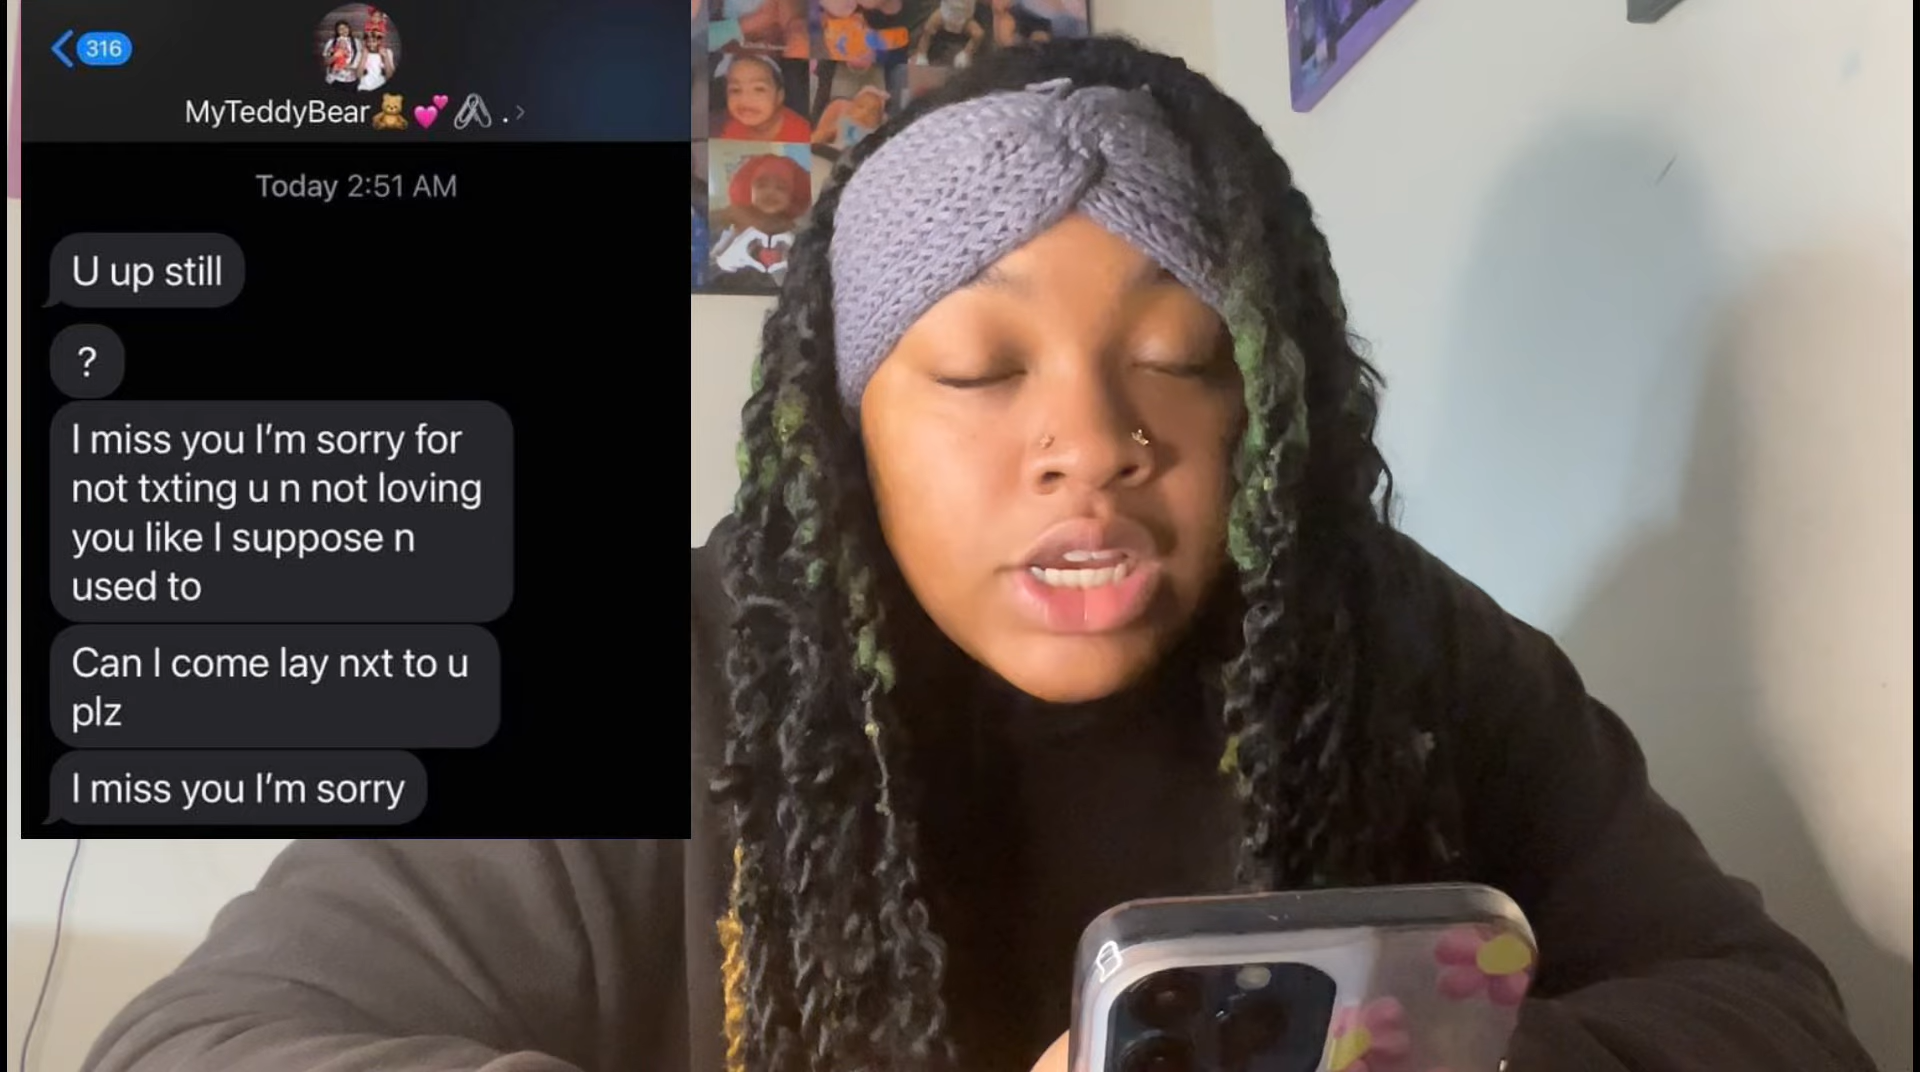 316
MyTeddyBear🧸💕🖇️.
Today 2:51 AM
U up still
?
I miss you I'm sorry for
not txting u n not loving
you like I suppose n
used to
Can I come lay nxt to u
plz
I miss you I'm sorry